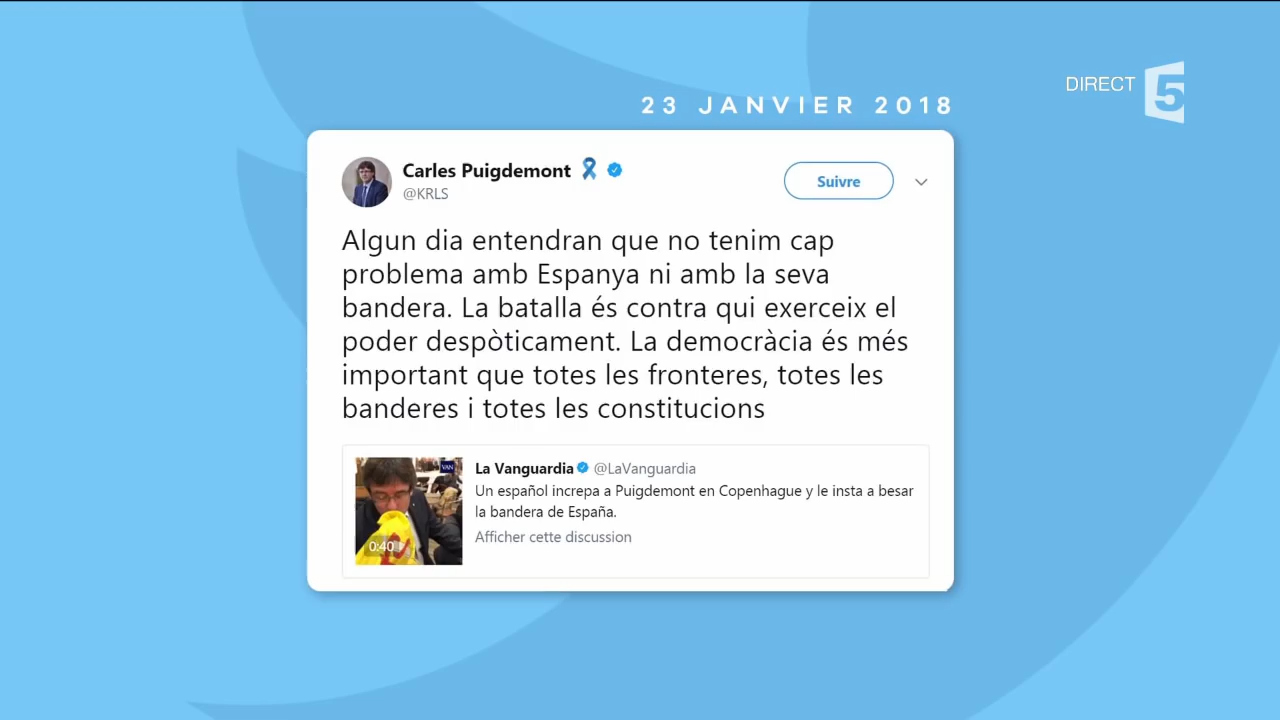 DIRECT 5
23 JANVIER 2018
Carles Puigdemont
@KRLS
Suivre
Algun dia entendran que no tenim cap
problema amb Espanya ni amb la seva
bandera. La batalla és contra qui exerceix el
poder despòticament. La democràcia és més
important que totes les fronteres, totes les
banderes i totes les constitucions
VAN
0:40
La Vanguardia @LaVanguardia
Un español increpa a Puigdemont en Copenhague y le insta a besar
la bandera de España.
Afficher cette discussion